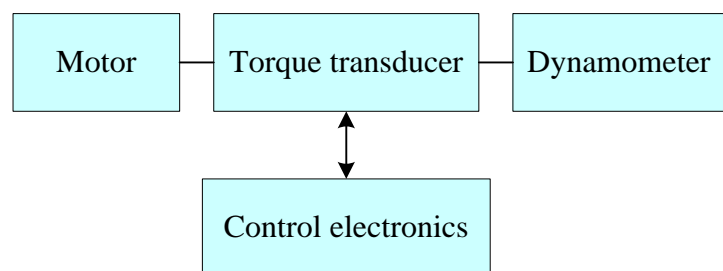 Motor
Torque transducer
Dynamometer
Control electronics